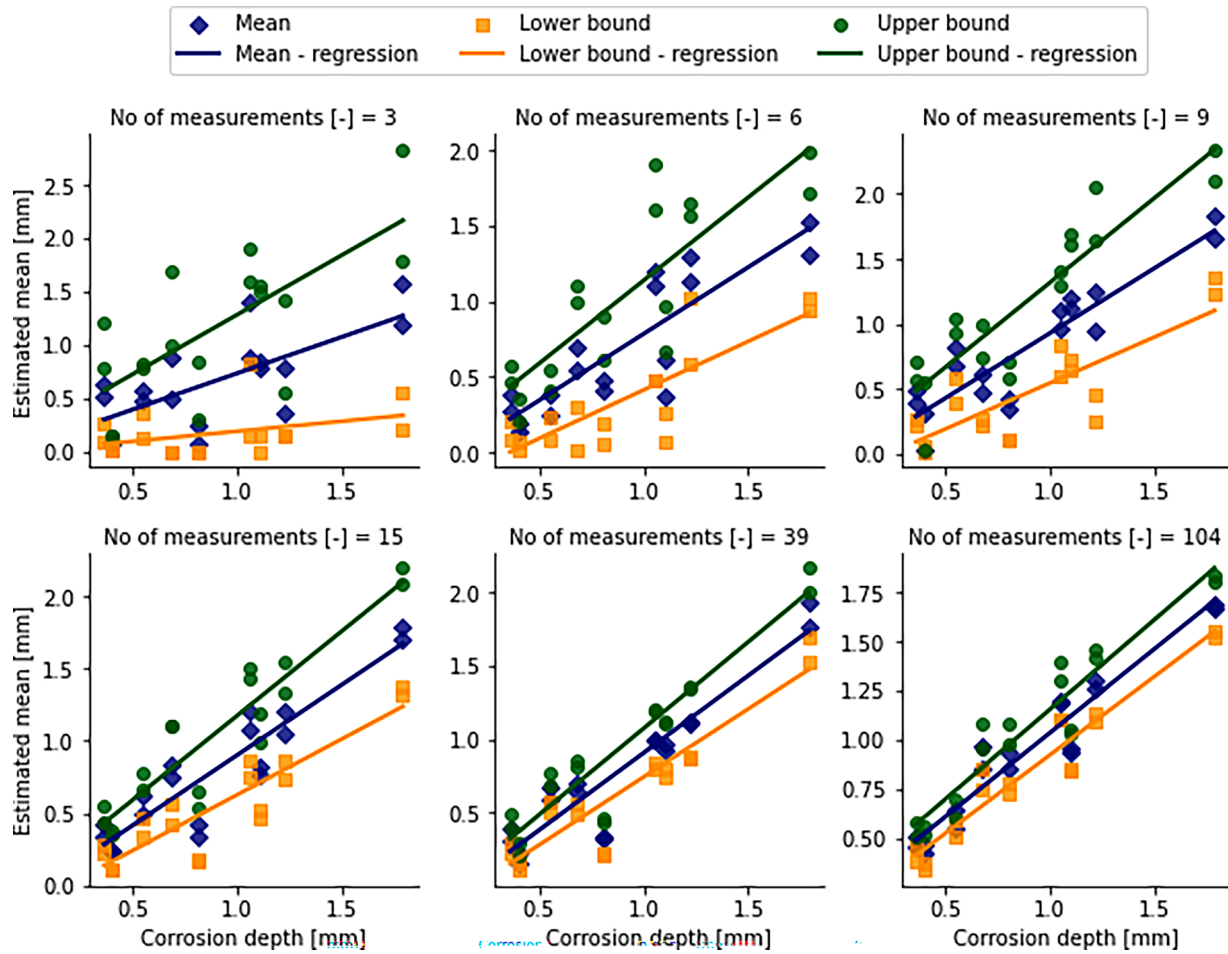 Mean Lower bound Upper bound
Mean - regression Lower bound - regression Upper bound - regression
No of measurements [-] = 3 No of measurements [-] = 6 No of measurements [-] = 9
Estimated mean [mm]
2.5
2.0
1.5
1.0
0.5
0.0
0.5 1.0 1.5
2.0
1.5
1.0
0.5
0.0
0.5 1.0 1.5
2.0
1.5
1.0
0.5
0.0
0.5 1.0 1.5
No of measurements [-] = 15 No of measurements [-] = 39 No of measurements [-] = 104
Estimated mean [mm]
2.0
1.5
1.0
0.5
0.0
0.5 1.0 1.5
2.0
1.5
1.0
0.5
0.5 1.0 1.5
1.75
1.50
1.25
1.00
0.75
0.50
0.5 1.0 1.5
Corrosion depth [mm] Corrosion depth [mm] Corrosion depth [mm]